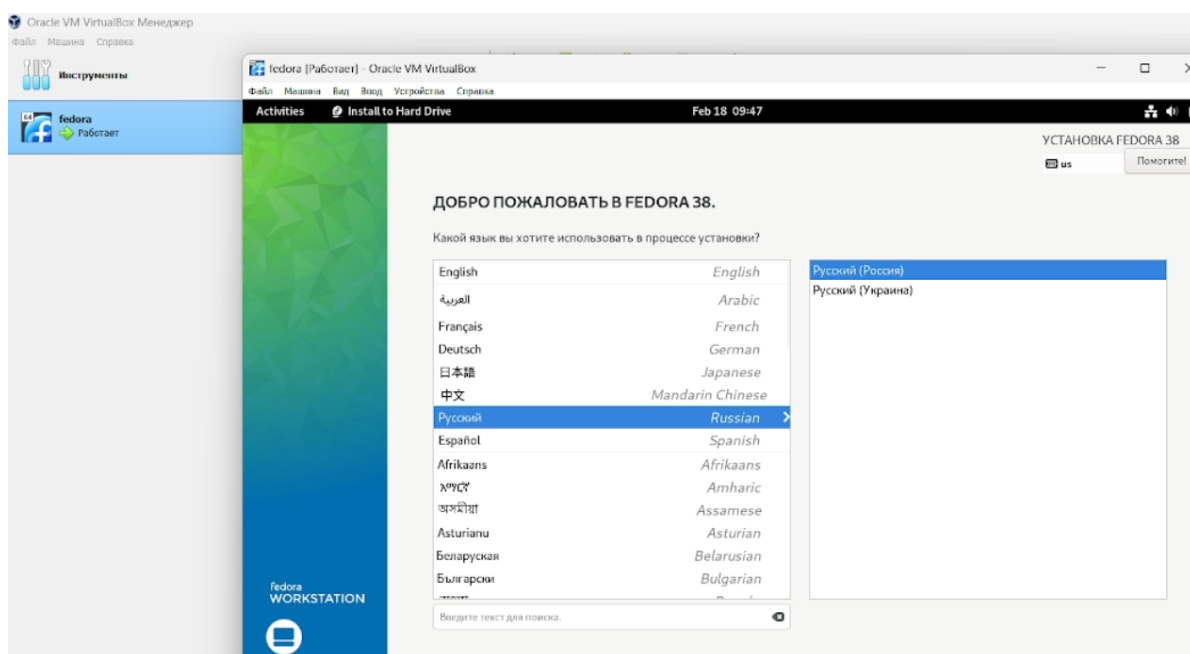 Oracle VM VirtualBox Менеджер
Файл Машина Справка
Инструменты
64
fedora
Работает
fedora [Работает] - Oracle VM VirtualBox
Файл Машина Вид Ввод Устройства Справка
Activities Install to Hard Drive Feb 18 09:47
УСТАНОВКА FEDORA 38
us Помогите!
ДОБРО ПОЖАЛОВАТЬ В FEDORA 38.
Какой язык вы хотите использовать в процессе установки?
English English
العربية Arabic
Français French
Deutsch German
日本語 Japanese
中文 Mandarin Chinese
Русский Russian
Español Spanish
Afrikaans Afrikaans
አማርኛ Amharic
অসমীয়া Assamese
Asturianu Asturian
Беларуская Belarusian
Български Bulgarian
Введите текст для поиска.
Русский (Россия)
Русский (Украина)
fedora
WORKSTATION